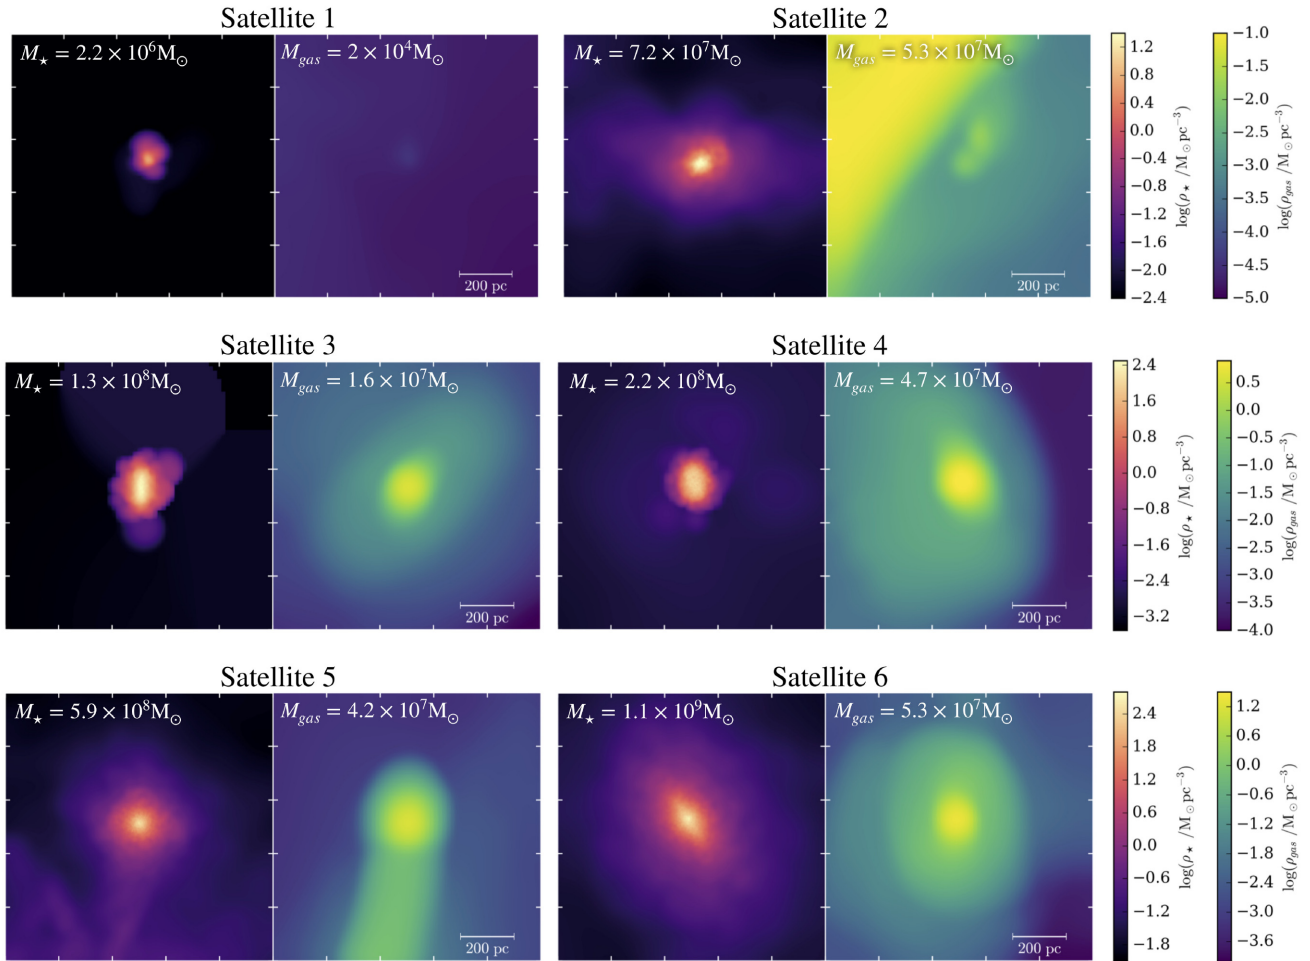 Satellite 1
Satellite 2
M⋆ = 2.2 × 10⁶M⊙
M_gas = 2 × 10⁴M⊙
200 pc
M⋆ = 7.2 × 10⁷M⊙
M_gas = 5.3 × 10⁷M⊙
200 pc
1.2
0.8
0.4
0.0
−0.4
−0.8
−1.2
−1.6
−2.0
−2.4
log(ρ⋆ /M⊙pc⁻³)
−1.0
−1.5
−2.0
−2.5
−3.0
−3.5
−4.0
−4.5
−5.0
log(ρ_gas /M⊙pc⁻³)
Satellite 3
Satellite 4
M⋆ = 1.3 × 10⁸M⊙
M_gas = 1.6 × 10⁷M⊙
200 pc
M⋆ = 2.2 × 10⁸M⊙
M_gas = 4.7 × 10⁷M⊙
200 pc
2.4
1.6
0.8
0.0
−0.8
−1.6
−2.4
−3.2
log(ρ⋆ /M⊙pc⁻³)
0.5
0.0
−0.5
−1.0
−1.5
−2.0
−2.5
−3.0
−3.5
−4.0
log(ρ_gas /M⊙pc⁻³)
Satellite 5
Satellite 6
M⋆ = 5.9 × 10⁸M⊙
M_gas = 4.2 × 10⁷M⊙
200 pc
M⋆ = 1.1 × 10⁹M⊙
M_gas = 5.3 × 10⁷M⊙
200 pc
2.4
1.8
1.2
0.6
0.0
−0.6
−1.2
−1.8
log(ρ⋆ /M⊙pc⁻³)
1.2
0.6
0.0
−0.6
−1.2
−1.8
−2.4
−3.0
−3.6
log(ρ_gas /M⊙pc⁻³)